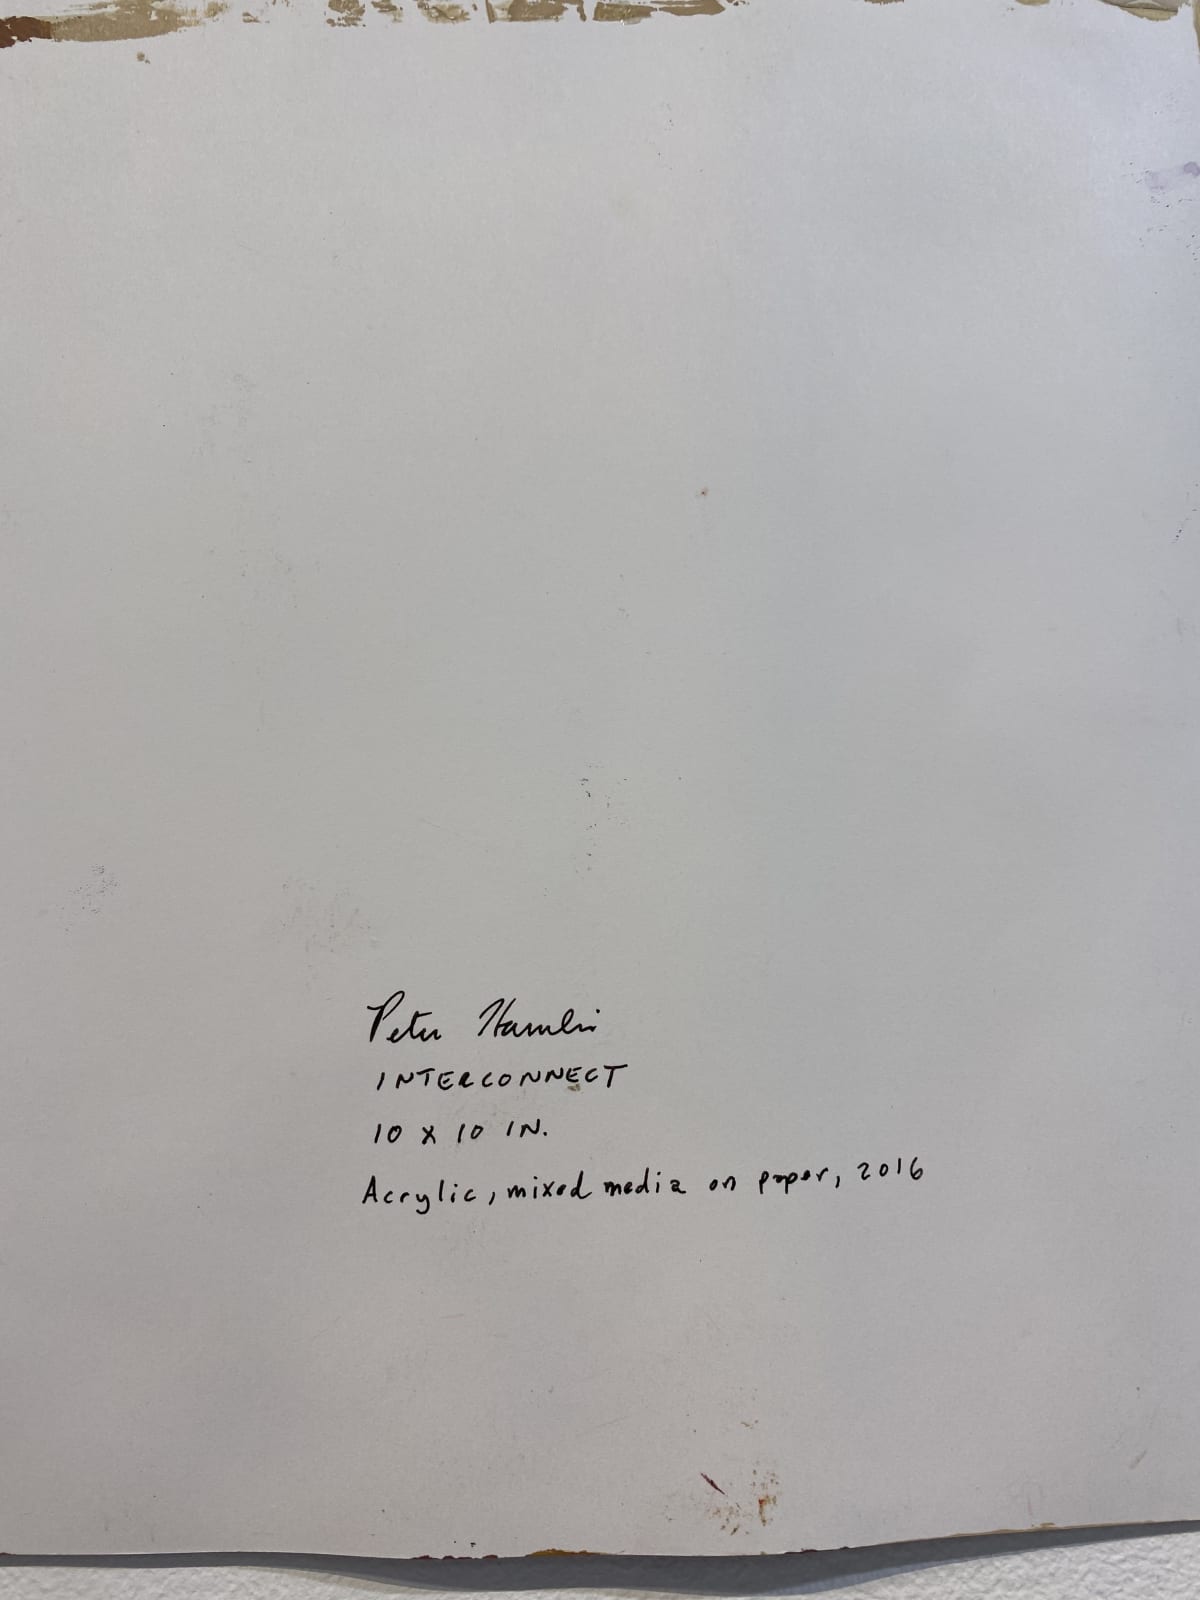 Peter Hamlin
INTERCONNECT
10 X 10 IN.
Acrylic, mixed media on paper, 2016